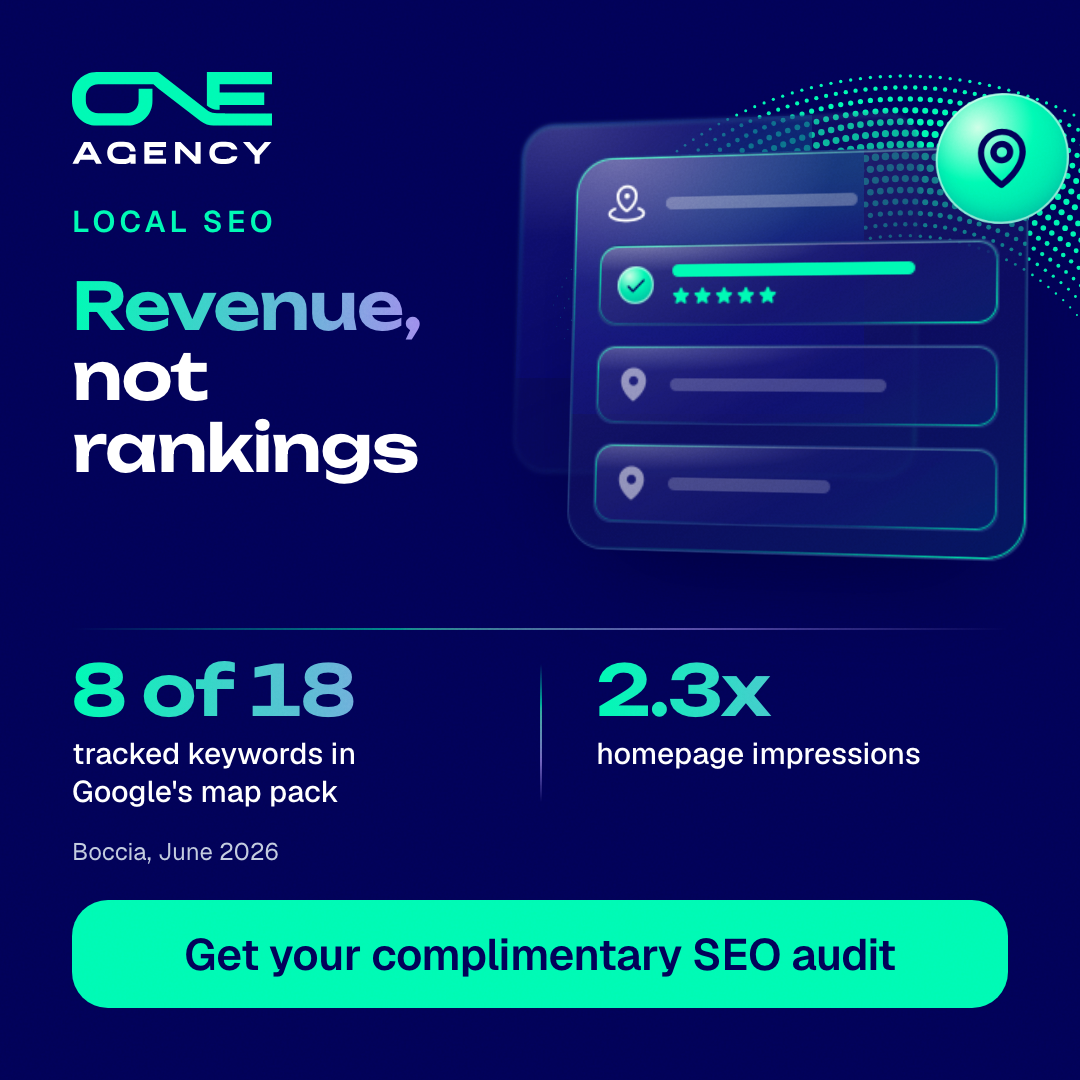 ONE
AGENCY
LOCAL SEO
Revenue,
not
rankings
8 of 18
tracked keywords in
Google's map pack
2.3x
homepage impressions
Boccia, June 2026
Get your complimentary SEO audit